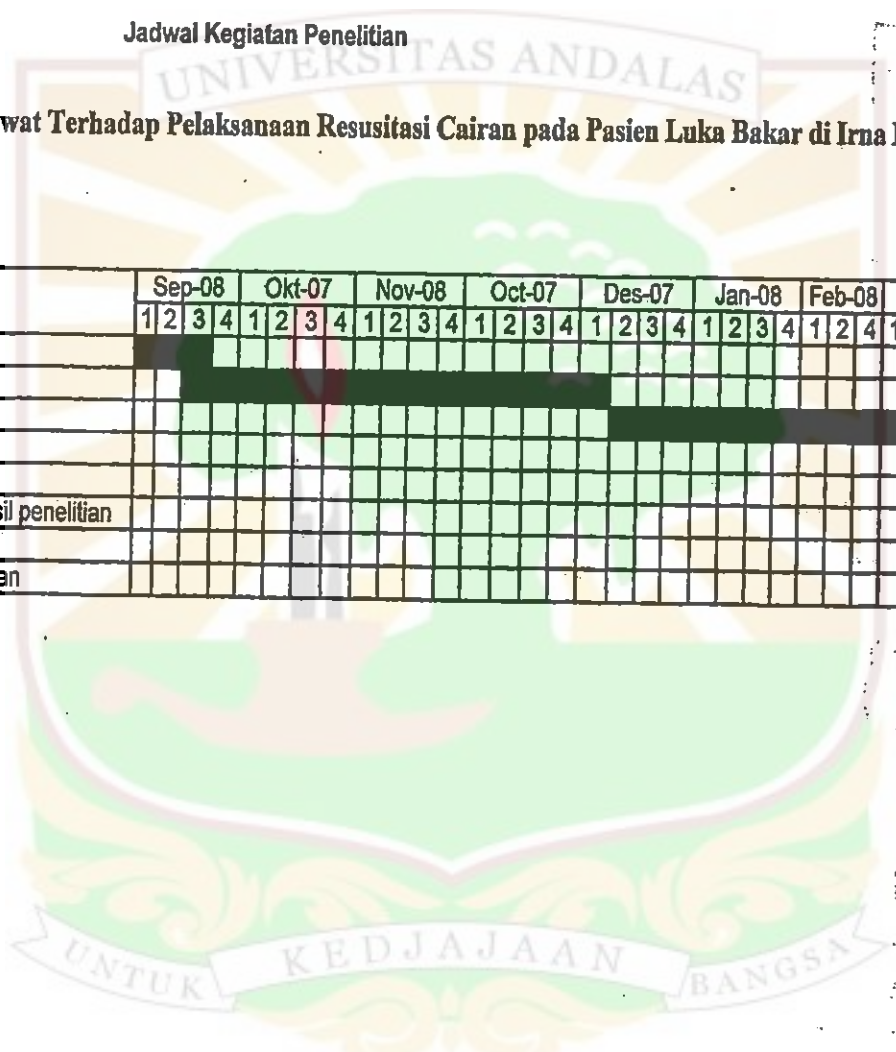 Jadwal Kegiatan Penelitian
UNIVERSITAS ANDALAS
wat Terhadap Pelaksanaan Resusitasi Cairan pada Pasien Luka Bakar di Irna
Sep-08 Okt-07 Nov-08 Oct-07 Des-07 Jan-08 Feb-08
1 2 3 4 1 2 3 4 1 2 3 4 1 2 3 4 1 2 3 4 1 2 3 4 1 2 4 1
sil penelitian
an
UNTUK KEDJAJAAN BANGSA